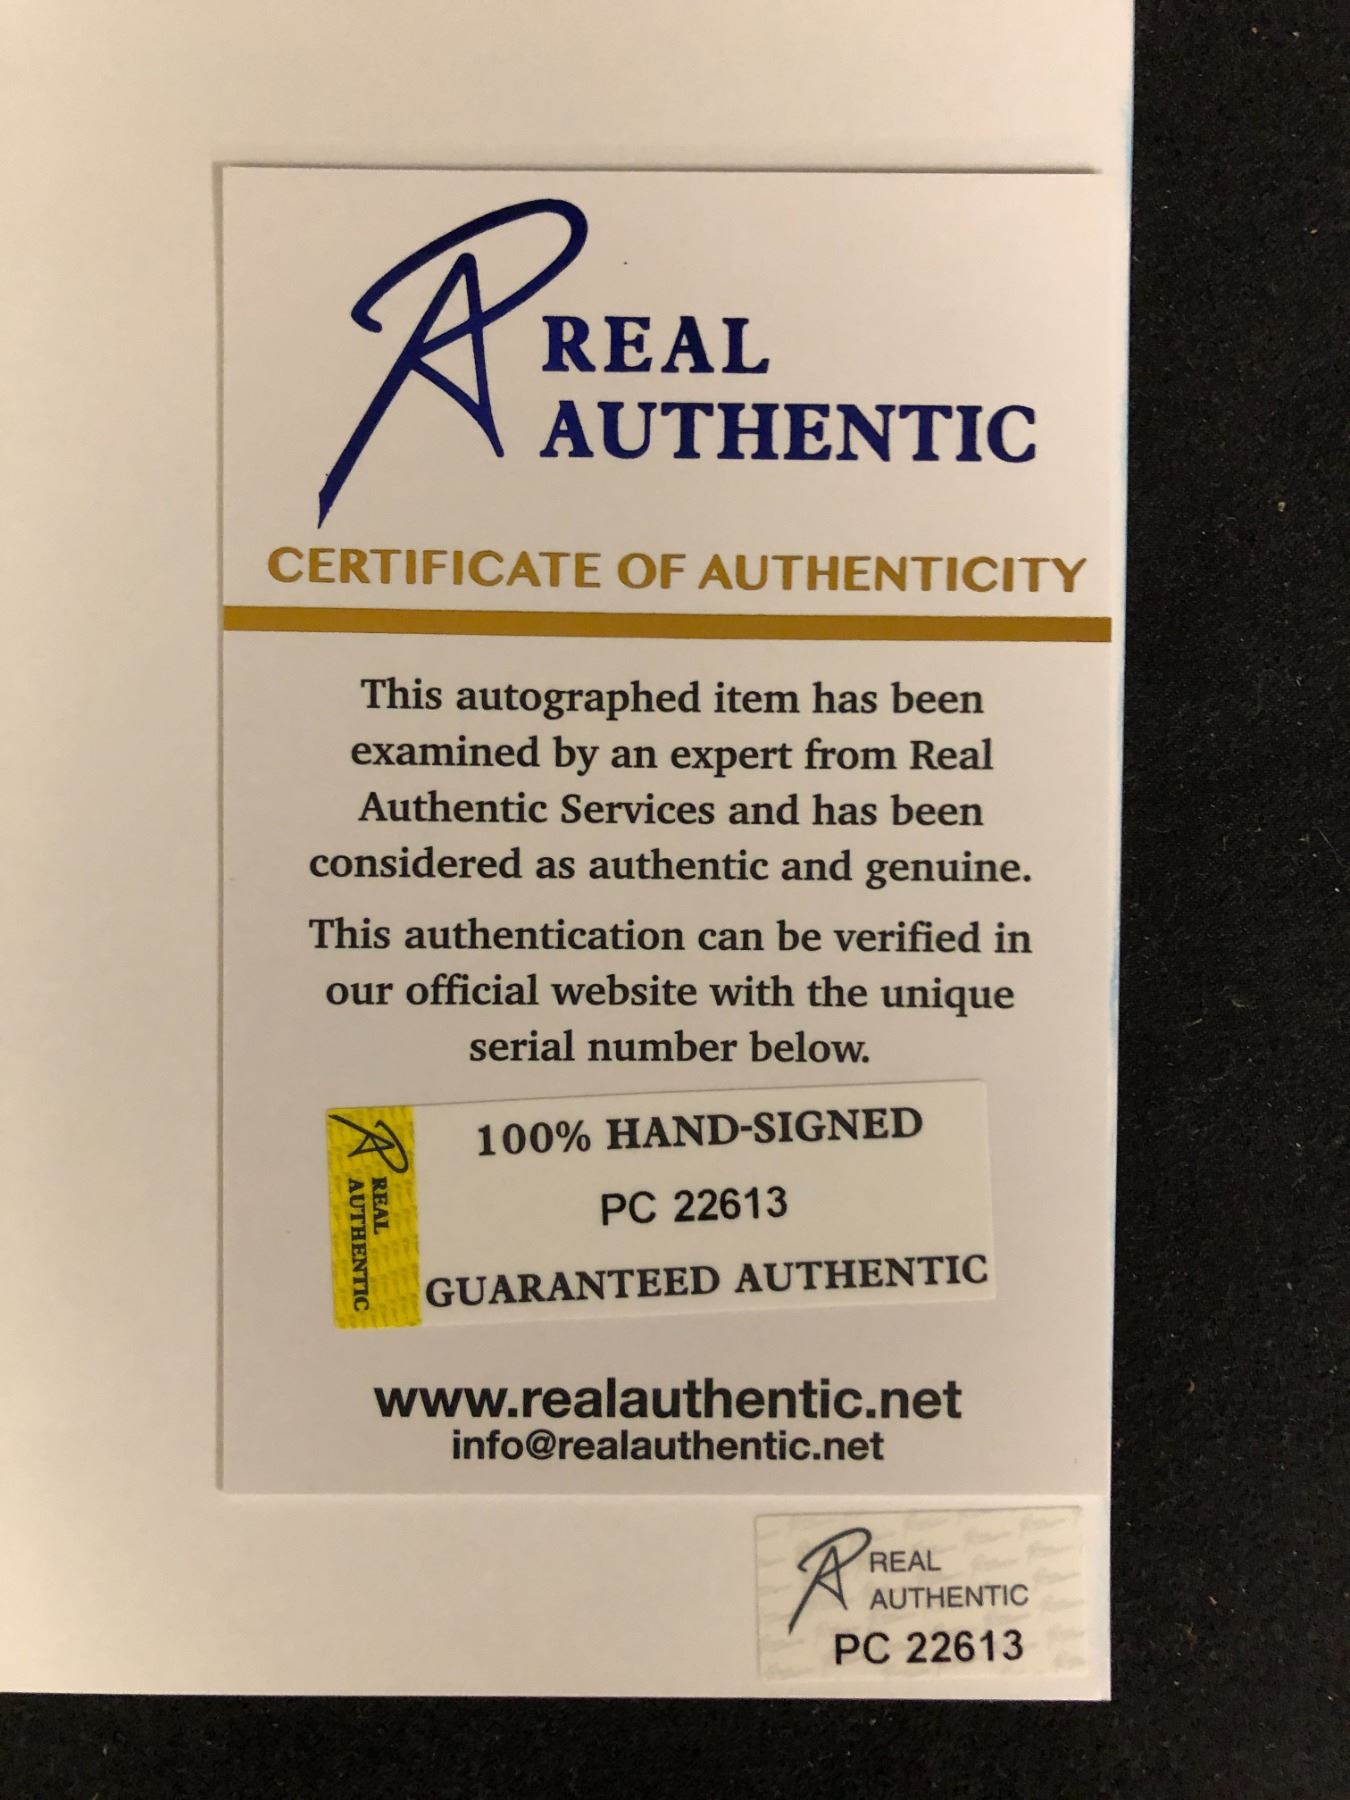 REAL
AUTHENTIC
CERTIFICATE OF AUTHENTICITY
This autographed item has been
examined by an expert from Real
Authentic Services and has been
considered as authentic and genuine.
This authentication can be verified in
our official website with the unique
serial number below.
REAL
AUTHENTIC
100% HAND-SIGNED
PC 22613
GUARANTEED AUTHENTIC
www.realauthentic.net
info@realauthentic.net
REAL
AUTHENTIC
PC 22613